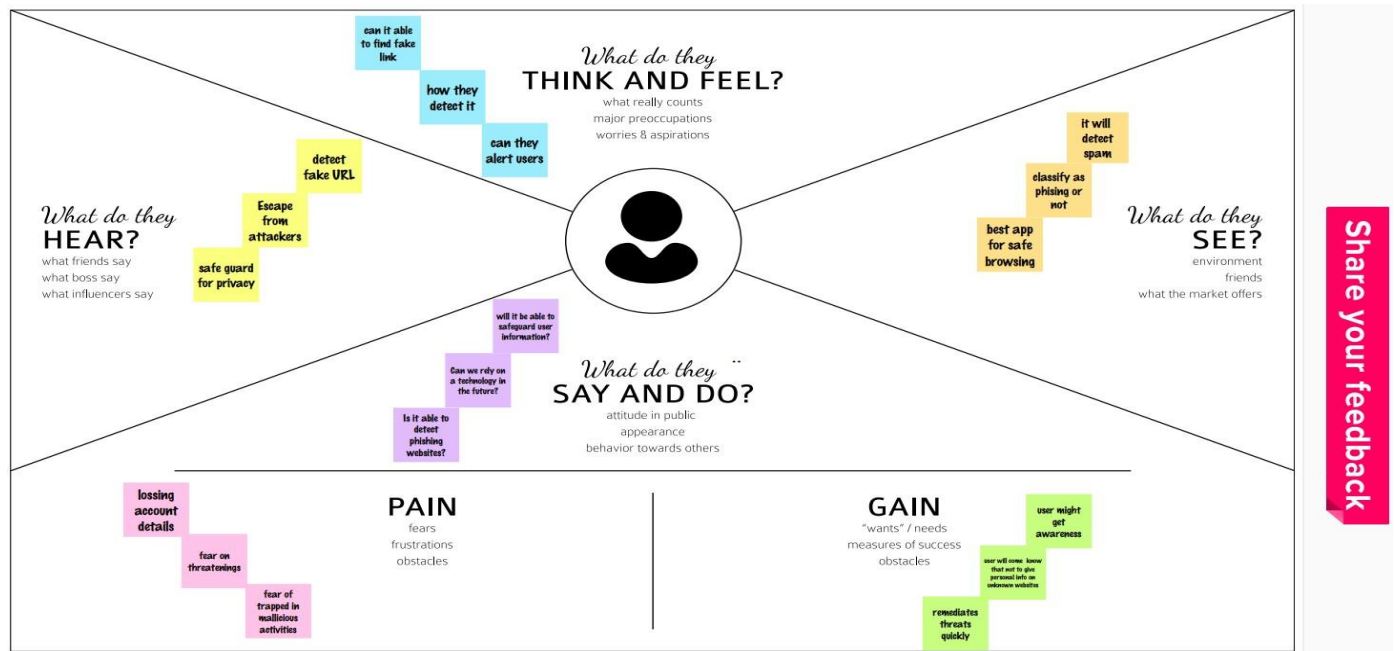 can it able
to find fake
link
how they
detect it
can they
alert users
What do they
THINK AND FEEL?
what really counts
major preoccupations
worries & aspirations
detect
fake URL
Escape
from
attackers
safe guard
for privacy
What do they
HEAR?
what friends say
what boss say
what influencers say
it will
detect
spam
classify as
phising or
not
best app
for safe
browsing
What do they
SEE?
environment
friends
what the market offers
will it be able to
safeguard user
information?
Can we rely on
a technology in
the future?
Is it able to
detect
phishing
websites?
What do they
SAY AND DO?
attitude in public
appearance
behavior towards others
lossing
account
details
fear on
threatenings
fear of
trapped in
mallicious
activities
PAIN
fears
frustrations
obstacles
GAIN
"wants" / needs
measures of success
obstacles
user might
get
awareness
user will come know
that not to give
personal info on
unknown websites
remediates
threats
quickly
Share your feedback